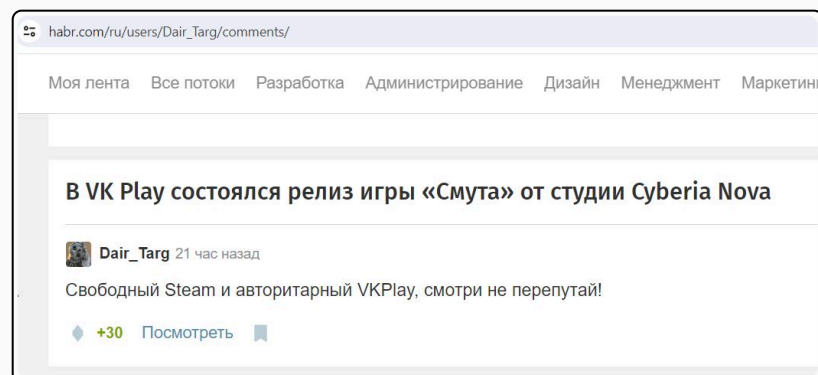 habr.com/ru/users/Dair_Targ/comments/
Моя лента Все потоки Разработка Администрирование Дизайн Менеджмент Маркетинг
В VK Play состоялся релиз игры «Смута» от студии Cyberia Nova
Dair_Targ 21 час назад
Свободный Steam и авторитарный VKPlay, смотри не перепутай!
+30 Посмотреть